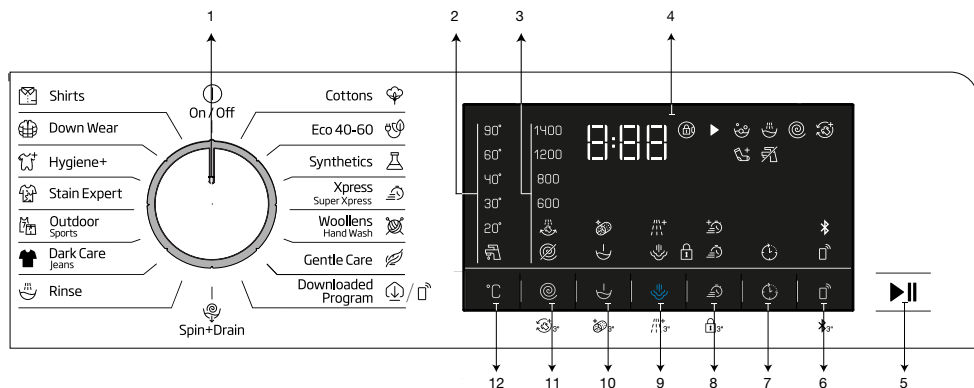 1
2
3
4
Shirts
Down Wear
Hygiene+
Stain Expert
Outdoor
Sports
Dark Care
Jeans
Rinse
On / Off
Spin+Drain
Cottons
Eco 40-60
Synthetics
Xpress
Super Xpress
Woollens
Hand Wash
Gentle Care
Downloaded
Program
/
90°
60°
40°
30°
20°
1400
1200
800
600
8:88
°C
3"
3"
3"
3"
3"
12
11
10
9
8
7
6
5